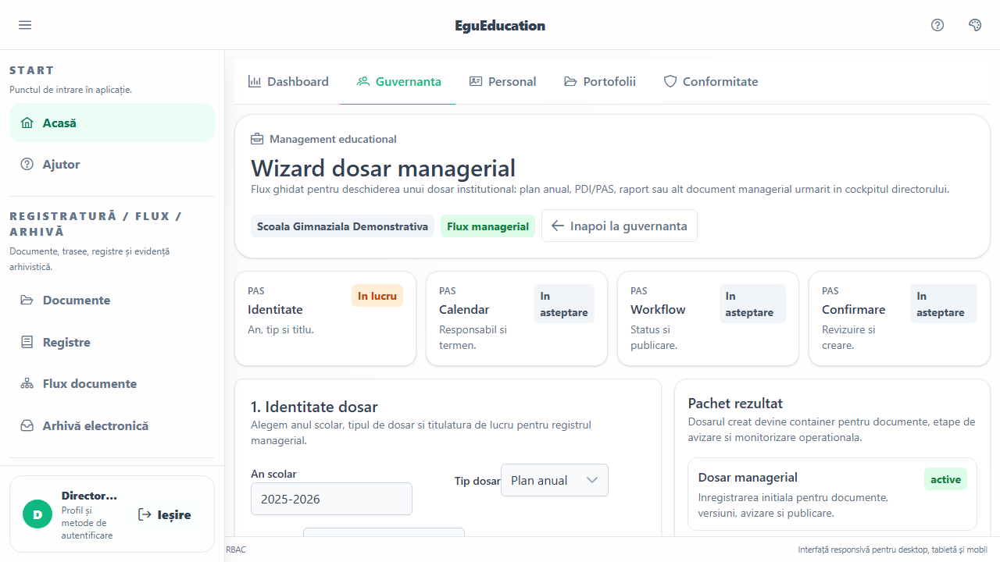 EguEducation
START
Punctul de intrare în aplicație.
Acasă
Ajutor
REGISTRATURĂ / FLUX /
ARHIVĂ
Documente, trasee, registre și evidență
arhivistică.
Documente
Registre
Flux documente
Arhivă electronică
D
Director...
Profil și
metode de
autentificare
Ieșire
Dashboard
Guvernanta
Personal
Portofolii
Conformitate
Management educational
Wizard dosar managerial
Flux ghidat pentru deschiderea unui dosar institutional: plan anual, PDI/PAS, raport sau alt document managerial urmarit in cockpitul directorului.
Scoala Gimnaziala Demonstrativa
Flux managerial
Inapoi la guvernanta
PAS
Identitate
An, tip si titlu.
In lucru
PAS
Calendar
Responsabil si
termen.
In
asteptare
PAS
Workflow
Status si
publicare.
In
asteptare
PAS
Confirmare
Revizuire si
creare.
In
asteptare
1. Identitate dosar
Alegem anul scolar, tipul de dosar si titulatura de lucru pentru registrul
managerial.
An scolar
2025-2026
Tip dosar
Plan anual
Pachet rezultat
Dosarul creat devine container pentru documente, etape de
avizare si monitorizare operationala.
Dosar managerial
active
Inregistrarea initiala pentru documente,
versiuni, avizare si publicare.
RBAC
Interfață responsivă pentru desktop, tabletă și mobil